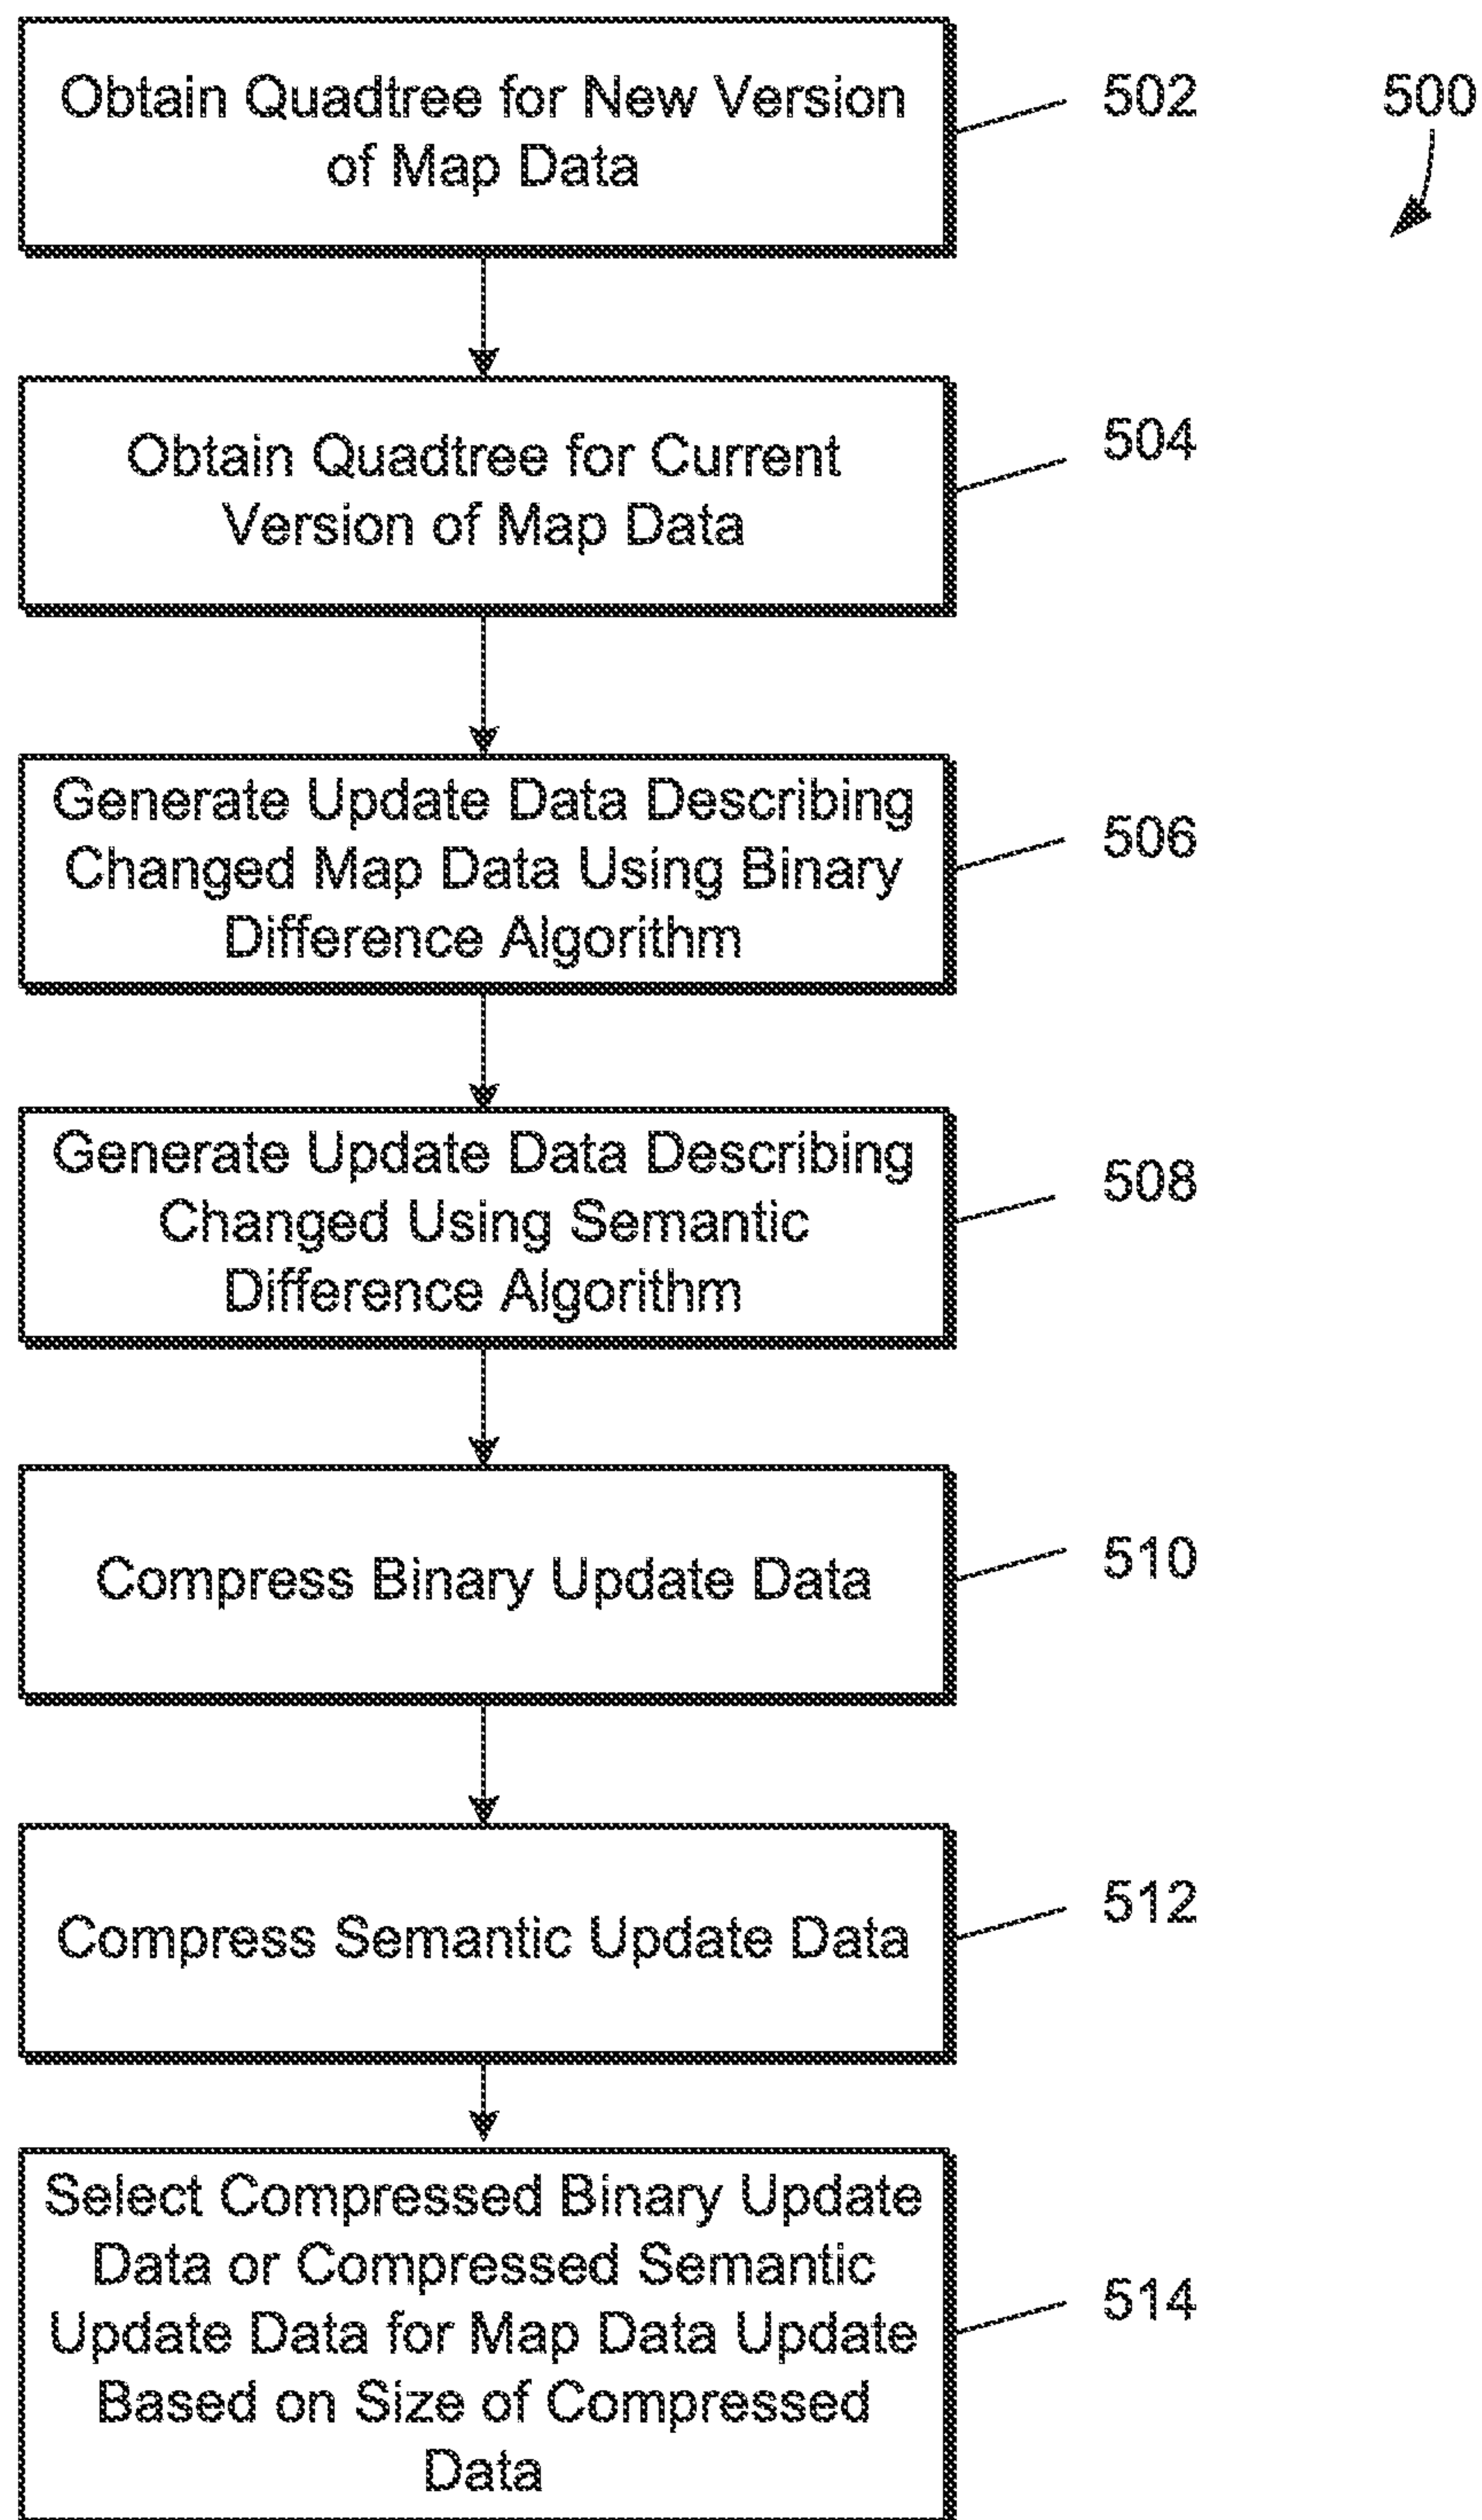 Obtain Quadtree for New Version
of Map Data
502
500
Obtain Quadtree for Current
Version of Map Data
504
Generate Update Data Describing
Changed Map Data Using Binary
Difference Algorithm
506
Generate Update Data Describing
Changed Using Semantic
Difference Algorithm
508
Compress Binary Update Data
510
Compress Semantic Update Data
512
Select Compressed Binary Update
Data or Compressed Semantic
Update Data for Map Data Update
Based on Size of Compressed
Data
514